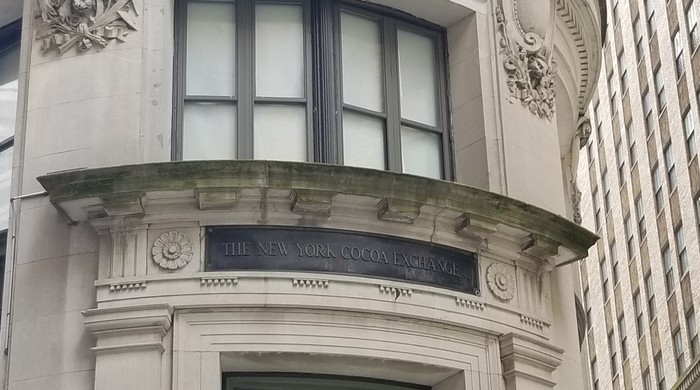 THE NEW YORK COCOA EXCHANGE